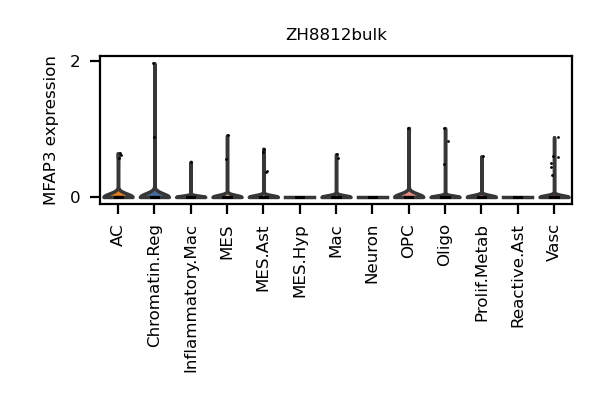 ZH8812bulk
MFAP3 expression
2
0
AC
Chromatin.Reg
Inflammatory.Mac
MES
MES.Ast
MES.Hyp
Mac
Neuron
OPC
Oligo
Prolif.Metab
Reactive.Ast
Vasc